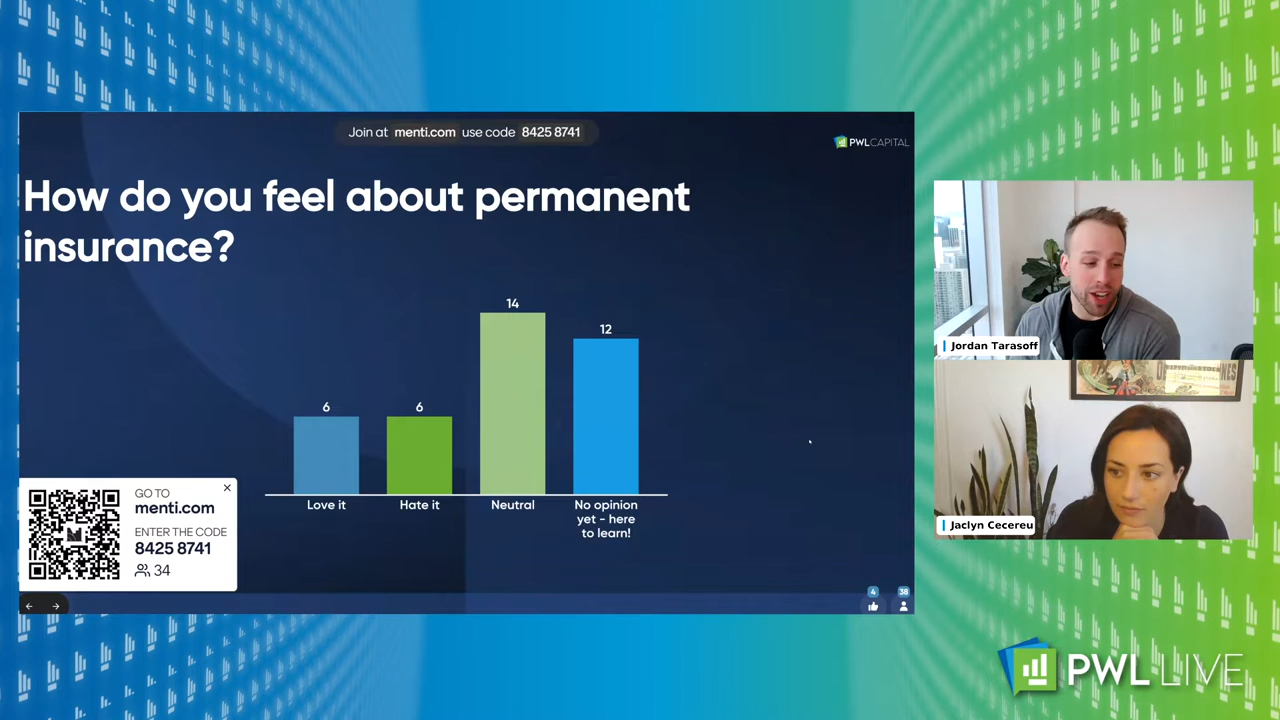 Join at menti.com use code 8425 8741
PWL CAPITAL
How do you feel about permanent
insurance?
14
12
6
6
Love it
Hate it
Neutral
No opinion
yet - here
to learn!
GO TO
menti.com
ENTER THE CODE
8425 8741
34
4
38
Jordan Tarasoff
Jaclyn Cecereu
PWL LIVE